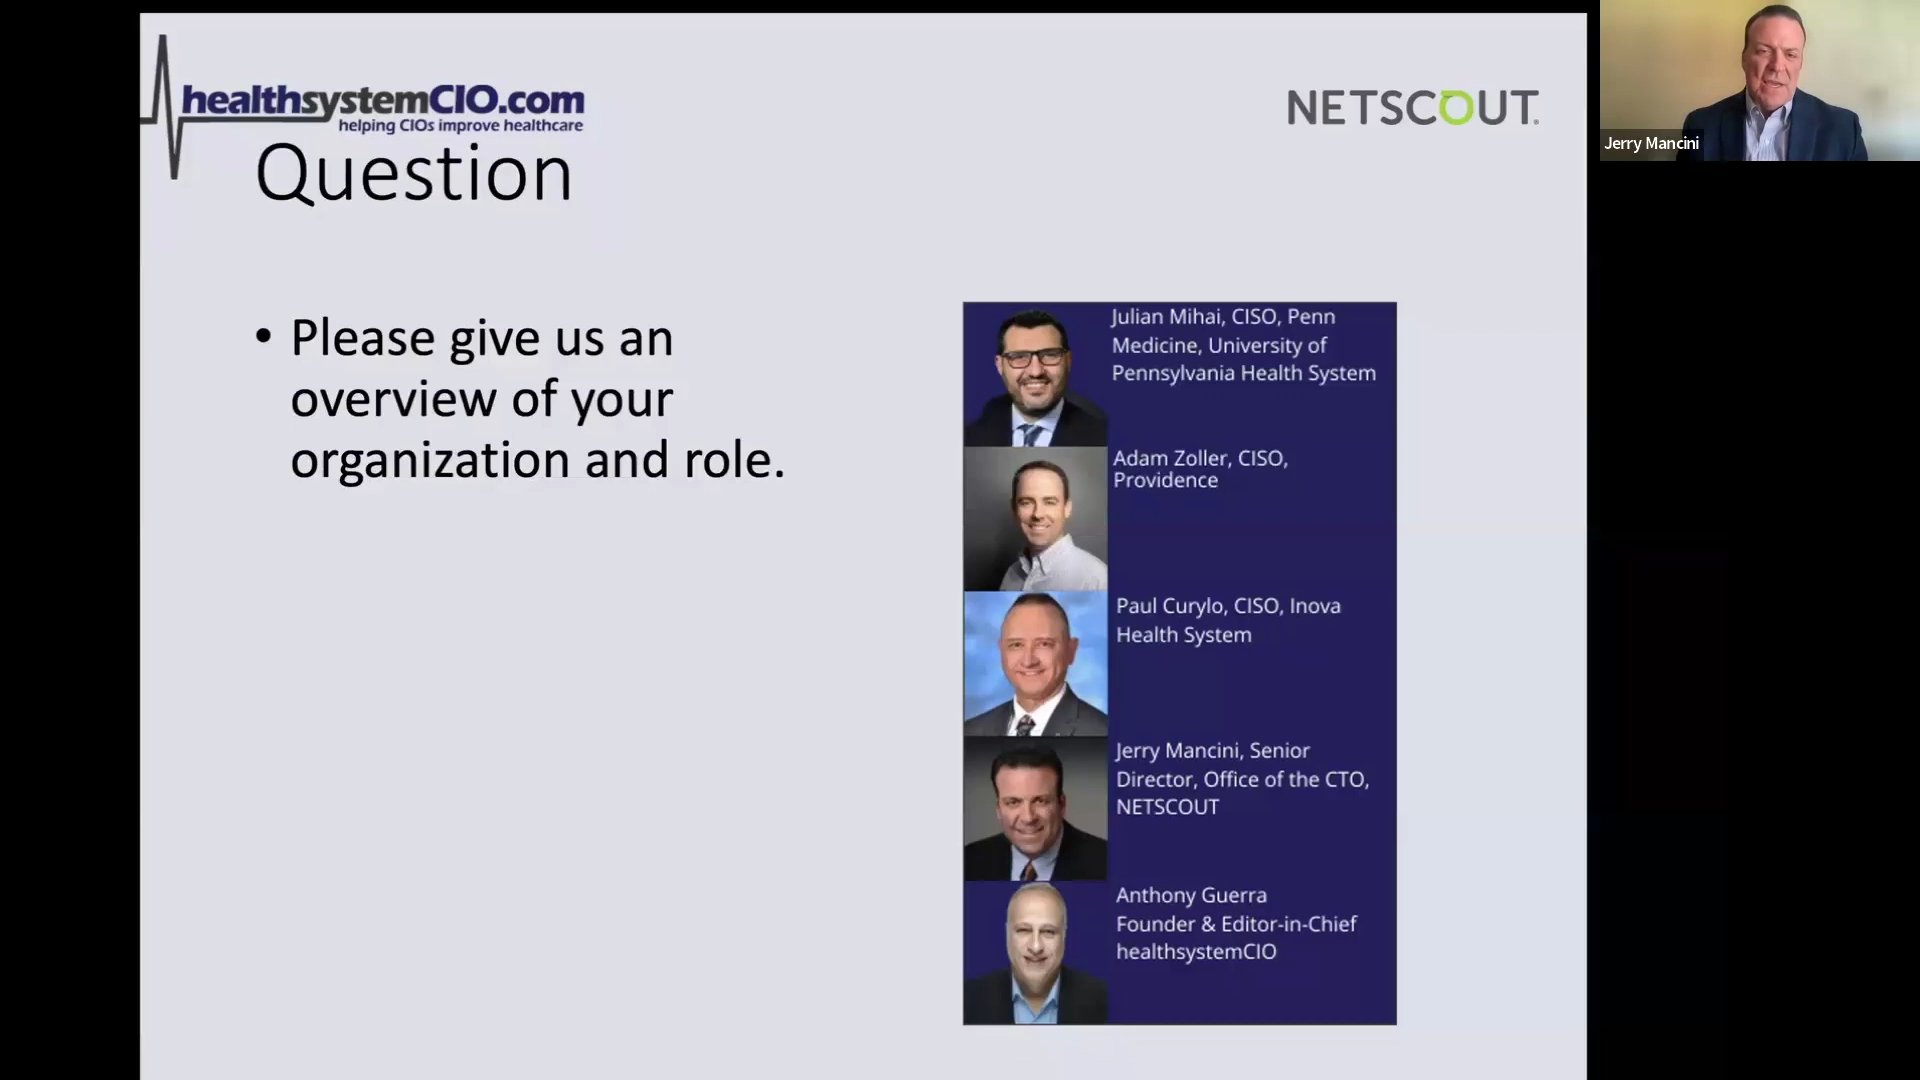 healthsystemCIO.com
helping CIOs improve healthcare
NETSCOUT.
Jerry Mancini
Question
• Please give us an
overview of your
organization and role.
Julian Mihai, CISO, Penn
Medicine, University of
Pennsylvania Health System
Adam Zoller, CISO,
Providence
Paul Curylo, CISO, Inova
Health System
Jerry Mancini, Senior
Director, Office of the CTO,
NETSCOUT
Anthony Guerra
Founder & Editor-in-Chief
healthsystemCIO